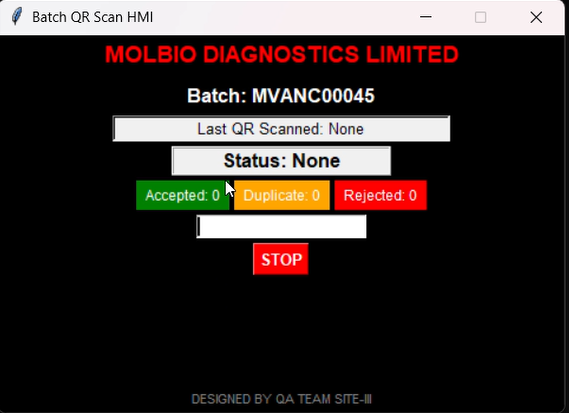 Batch QR Scan HMI
MOLBIO DIAGNOSTICS LIMITED
Batch: MVANC00045
Last QR Scanned: None
Status: None
Accepted: 0 Duplicate: 0 Rejected: 0
STOP
DESIGNED BY QA TEAM SITE-III